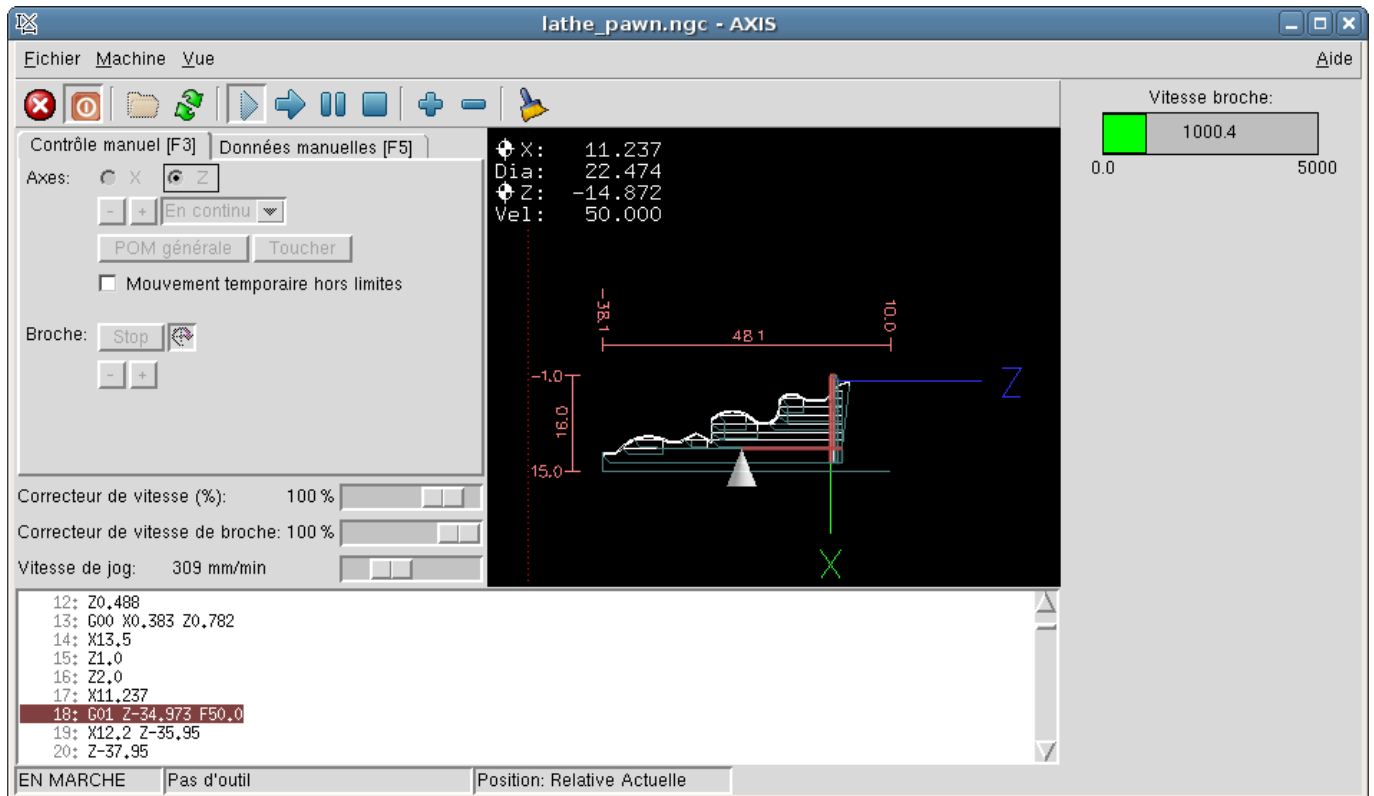 lathe_pawn.ngc - AXIS
Fichier Machine Vue Aide
Contrôle manuel [F3] Données manuelles [F5]
Axes: X Z
- + En continu
POM générale Toucher
Mouvement temporaire hors limites
Broche: Stop
- +
Correcteur de vitesse (%): 100 %
Correcteur de vitesse de broche: 100 %
Vitesse de jog: 309 mm/min
X: 11.237
Dia: 22.474
Z: -14.872
Vel: 50.000
-38.1
10.0
48.1
-1.0
16.0
15.0
Z
X
Vitesse broche:
1000.4
0.0 5000
12: Z0.488
13: G00 X0.383 Z0.782
14: X13.5
15: Z1.0
16: Z2.0
17: X11.237
18: G01 Z-34.973 F50.0
19: X12.2 Z-35.95
20: Z-37.95
EN MARCHE Pas d'outil Position: Relative Actuelle